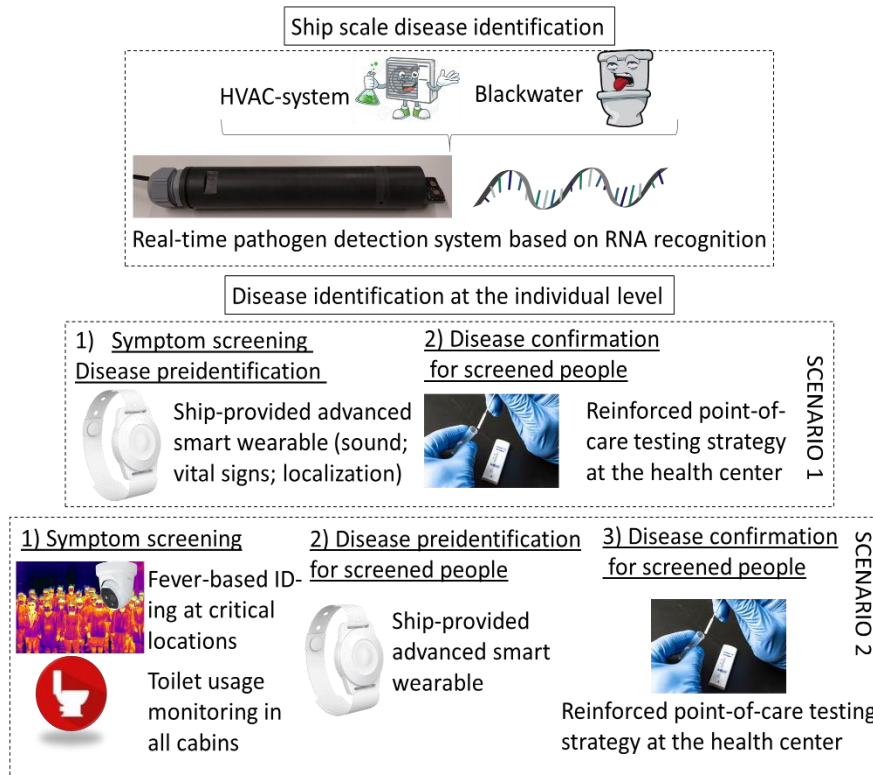 Ship scale disease identification
HVAC-system
Blackwater
Real-time pathogen detection system based on RNA recognition
Disease identification at the individual level
1) Symptom screening
Disease preidentification
Ship-provided advanced
smart wearable (sound;
vital signs; localization)
2) Disease confirmation
for screened people
Reinforced point-of-
care testing strategy
at the health center
SCENARIO 1
1) Symptom screening
Fever-based ID-
ing at critical
locations
Toilet usage
monitoring in
all cabins
2) Disease preidentification
for screened people
Ship-provided
advanced smart
wearable
3) Disease confirmation
for screened people
Reinforced point-of-care testing
strategy at the health center
SCENARIO 2